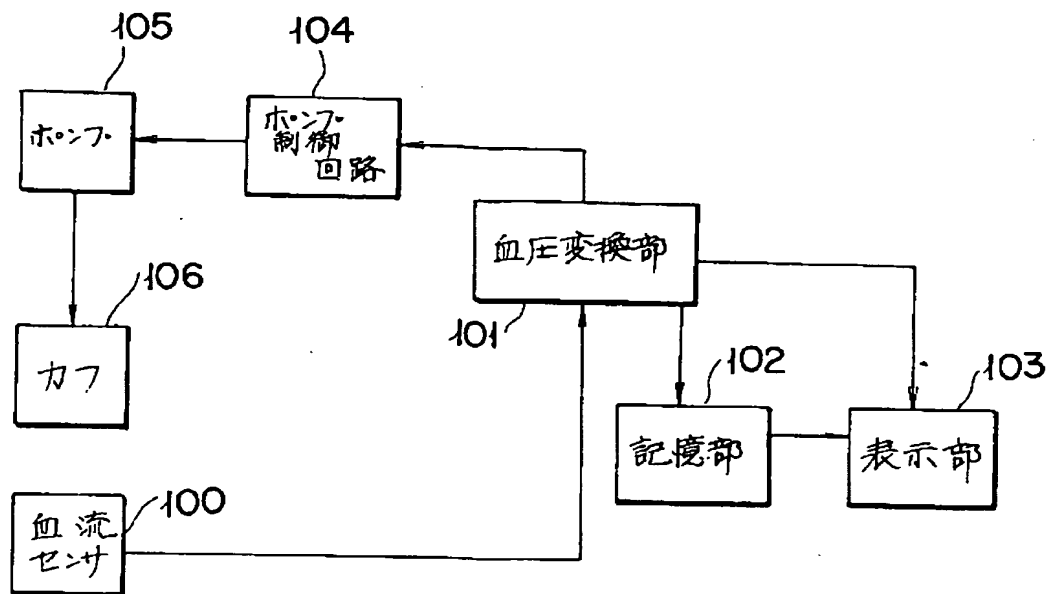 105
104
ポンプ
ポンプ
制御
回路
血圧変換部
106
101
カフ
102
103
記憶部
表示部
100
血流
センサ